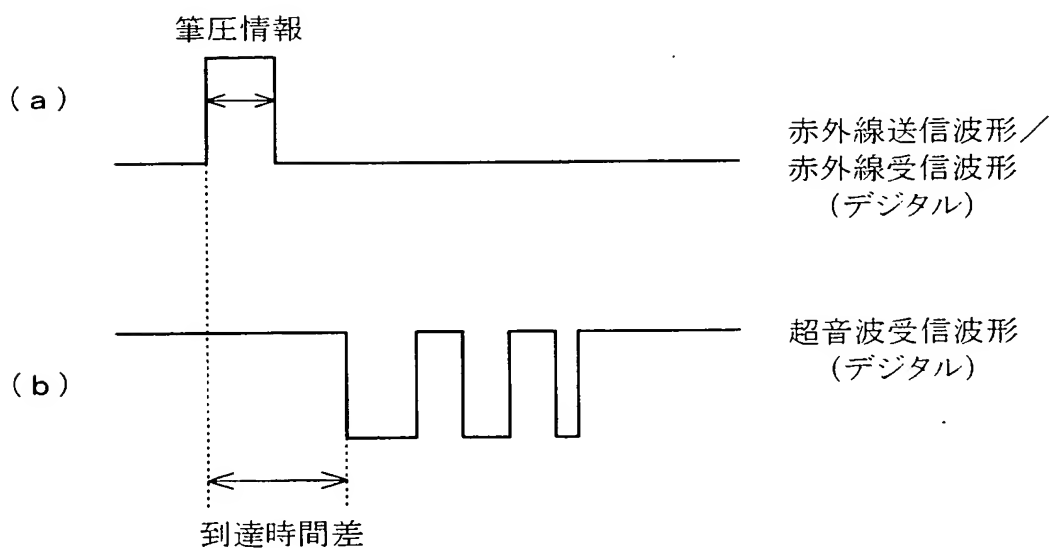 筆圧情報
(a)
赤外線送信波形/
赤外線受信波形
(デジタル)
超音波受信波形
(デジタル)
(b)
到達時間差